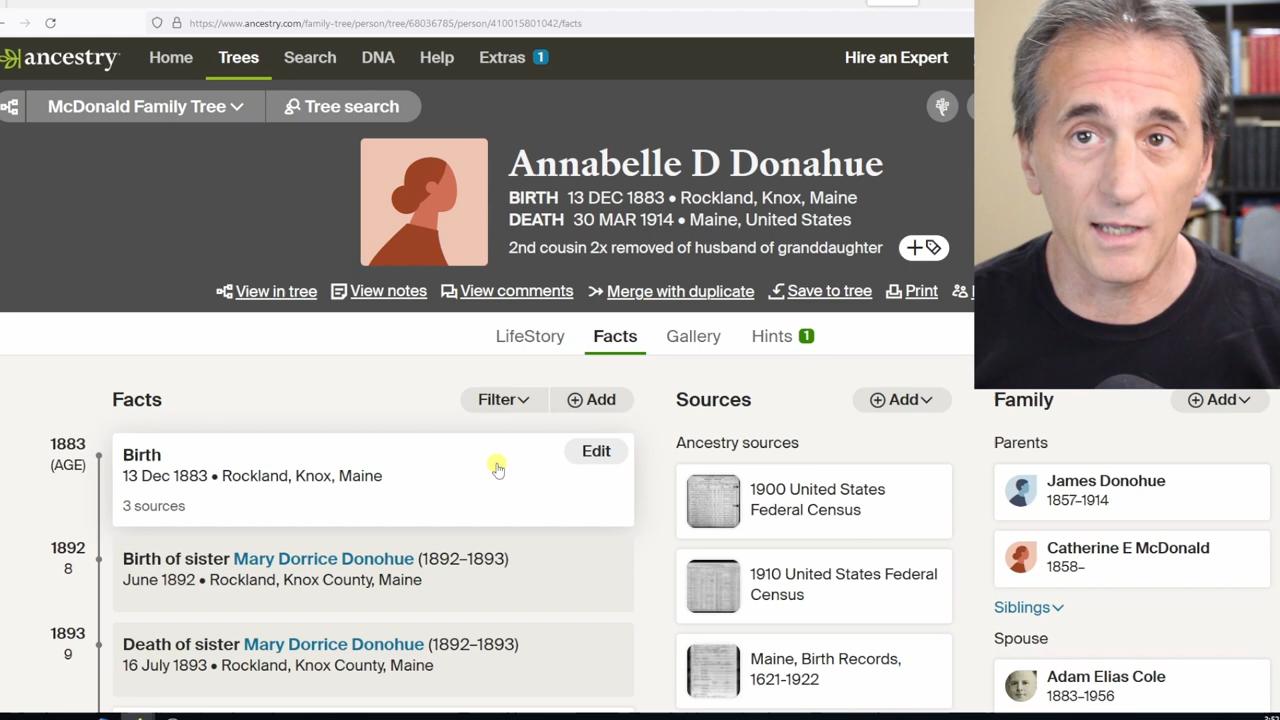 https://www.ancestry.com/family-tree/person/tree/68036785/person/410015801042/facts
ancestry
Home Trees Search DNA Help Extras 1 Hire an Expert
McDonald Family Tree Tree search
Annabelle D Donahue
BIRTH 13 DEC 1883 • Rockland, Knox, Maine
DEATH 30 MAR 1914 • Maine, United States
2nd cousin 2x removed of husband of granddaughter
View in tree View notes View comments Merge with duplicate Save to tree Print
LifeStory Facts Gallery Hints 1
Facts Filter Add
1883
(AGE)
Birth Edit
13 Dec 1883 • Rockland, Knox, Maine
3 sources
1892
8
Birth of sister Mary Dorrice Donohue (1892–1893)
June 1892 • Rockland, Knox County, Maine
1893
9
Death of sister Mary Dorrice Donohue (1892–1893)
16 July 1893 • Rockland, Knox County, Maine
Sources Add
Ancestry sources
1900 United States
Federal Census
1910 United States Federal
Census
Maine, Birth Records,
1621-1922
Family Add
Parents
James Donohue
1857–1914
Catherine E McDonald
1858–
Siblings
Spouse
Adam Elias Cole
1883–1956